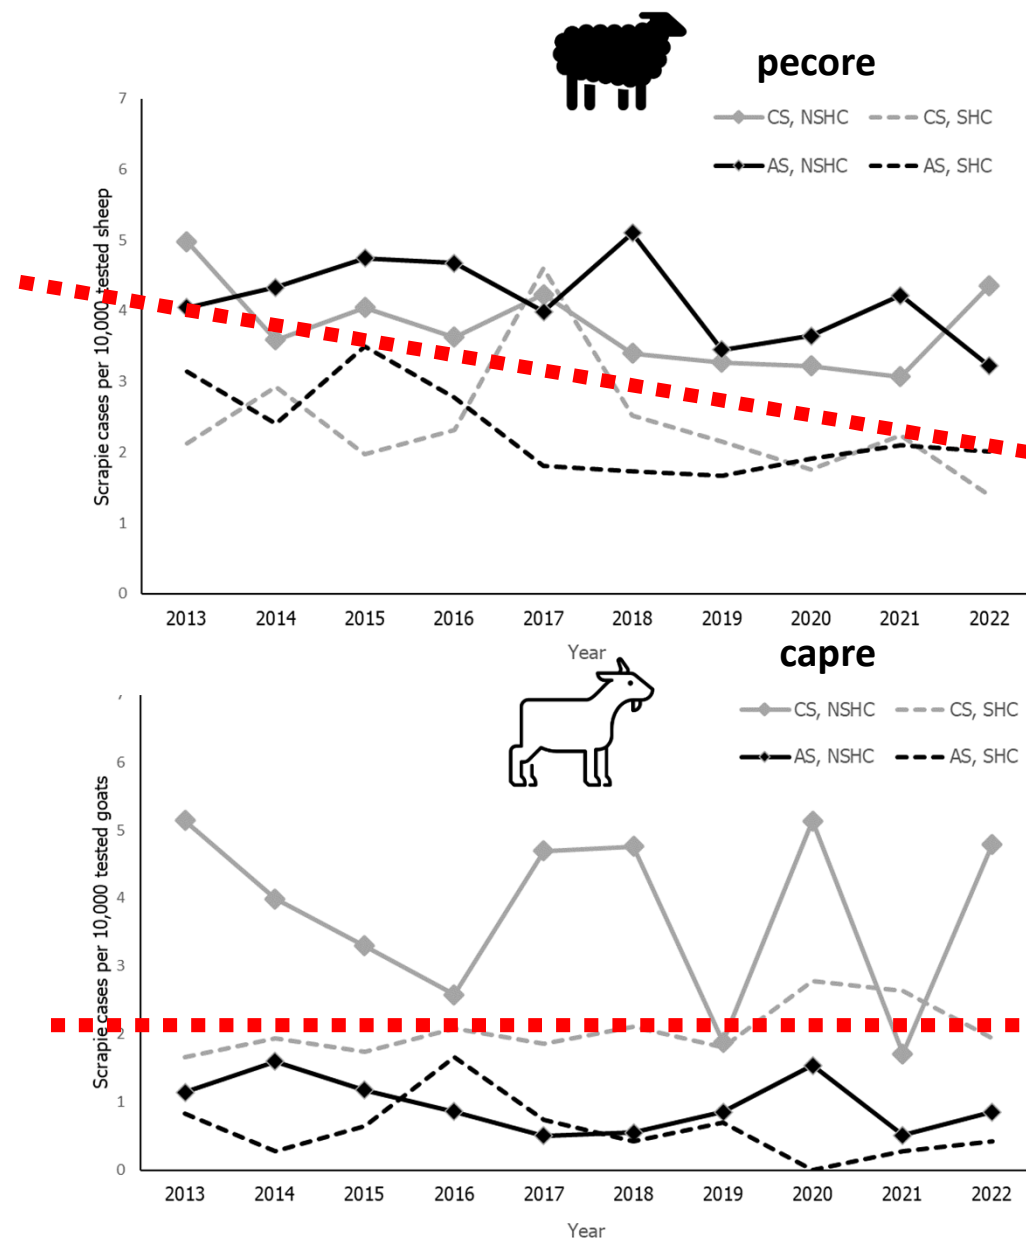 pecore
CS, NSHC
CS, SHC
AS, NSHC
AS, SHC
Scrapie cases per 10,000 tested sheep
7
6
5
4
3
2
1
0
2013 2014 2015 2016 2017 2018 2019 2020 2021 2022
Year
capre
CS, NSHC
CS, SHC
AS, NSHC
AS, SHC
Scrapie cases per 10,000 tested goats
6
5
4
3
2
1
0
2013 2014 2015 2016 2017 2018 2019 2020 2021 2022
Year